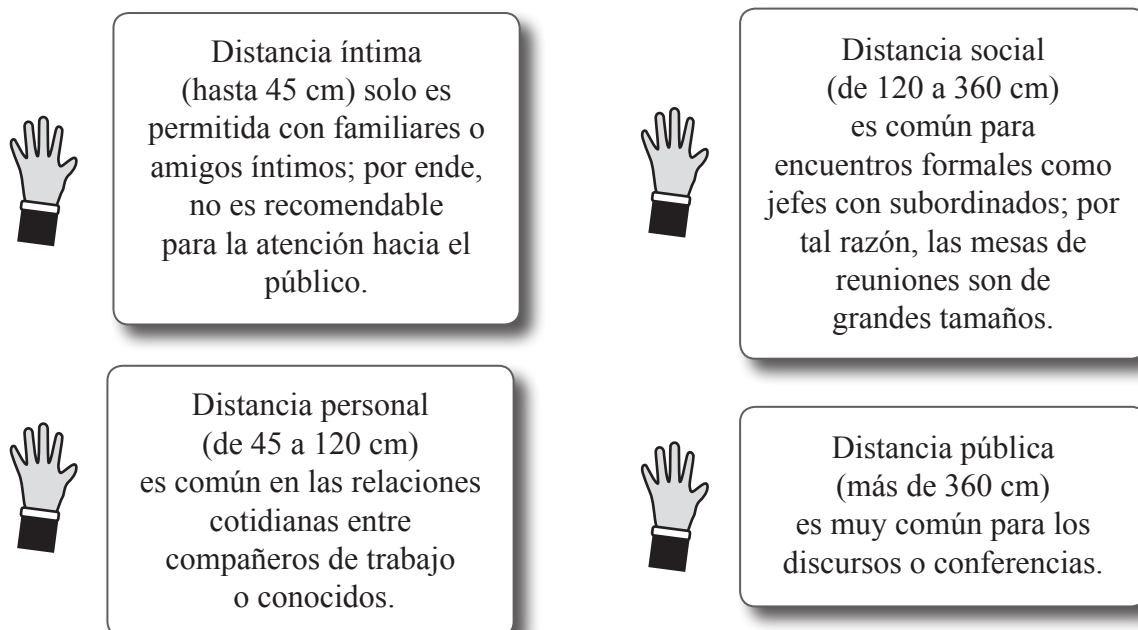 Distancia íntima
(hasta 45 cm) solo es
permitida con familiares o
amigos íntimos; por ende,
no es recomendable
para la atención hacia el
público.
Distancia social
(de 120 a 360 cm)
es común para
encuentros formales como
jefes con subordinados; por
tal razón, las mesas de
reuniones son de
grandes tamaños.
Distancia personal
(de 45 a 120 cm)
es común en las relaciones
cotidianas entre
compañeros de trabajo
o conocidos.
Distancia pública
(más de 360 cm)
es muy común para los
discursos o conferencias.